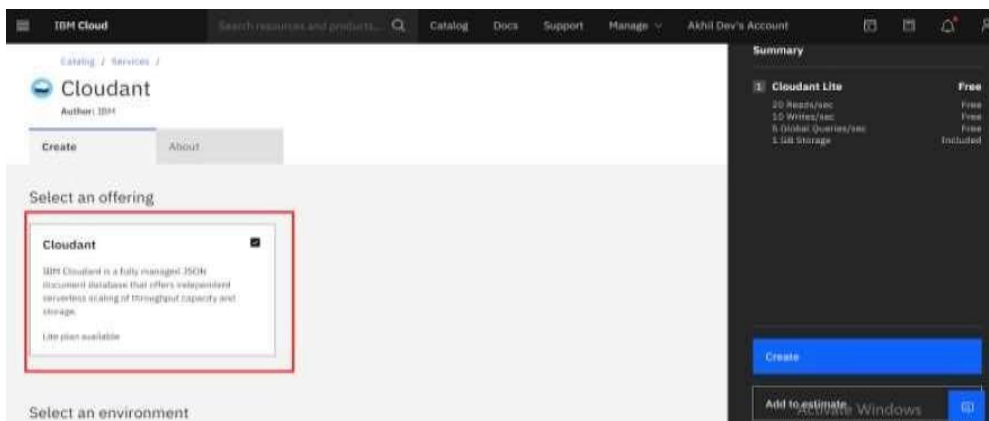 IBM Cloud
Search resources and products...
Catalog
Docs
Support
Manage
Akhil Dev's Account
Catalog / Services /
Cloudant
Author: IBM
Create
About
Select an offering
Cloudant
IBM Cloudant is a fully managed JSON
document database that offers independent
serverless scaling of throughput capacity and
storage.
Lite plan available
Select an environment
Summary
1 Cloudant Lite Free
20 Reads/sec Free
10 Writes/sec Free
5 Global Queries/sec Free
1 GB Storage Included
Create
Add to estimate
Activate Windows